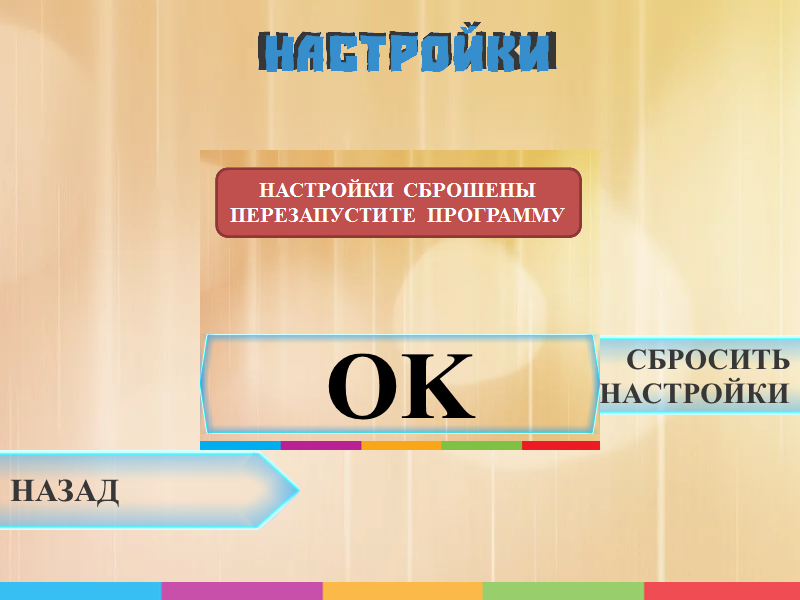 НАСТРОЙКИ
НАСТРОЙКИ СБРОШЕНЫ
ПЕРЕЗАПУСТИТЕ ПРОГРАММУ
OK
СБРОСИТЬ
НАСТРОЙКИ
НАЗАД